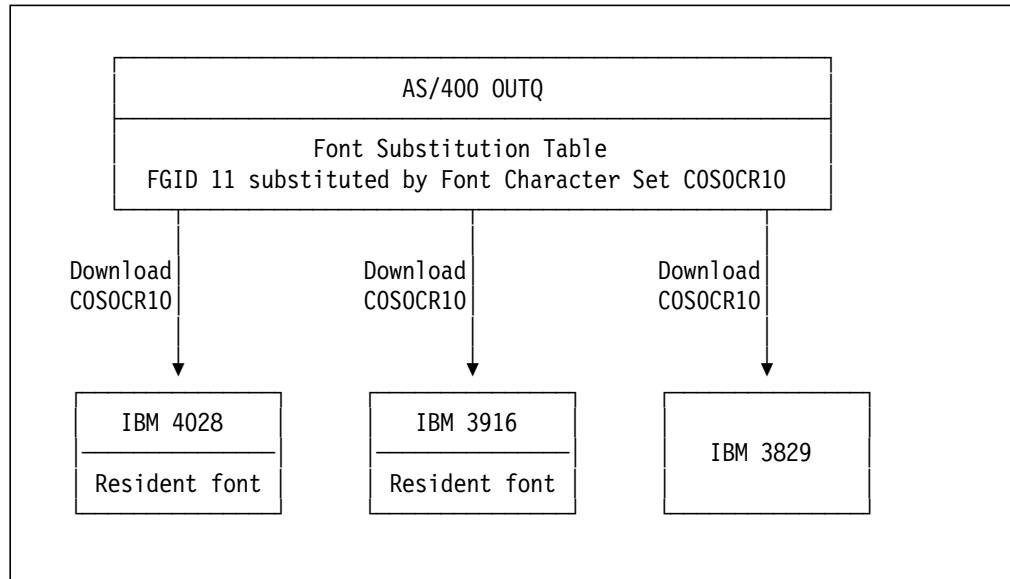 AS/400 OUTQ
Font Substitution Table
FGID 11 substituted by Font Character Set C0S0CR10
Download Download Download
C0S0CR10 C0S0CR10 C0S0CR10
IBM 4028 IBM 3916 IBM 3829
Resident font Resident font